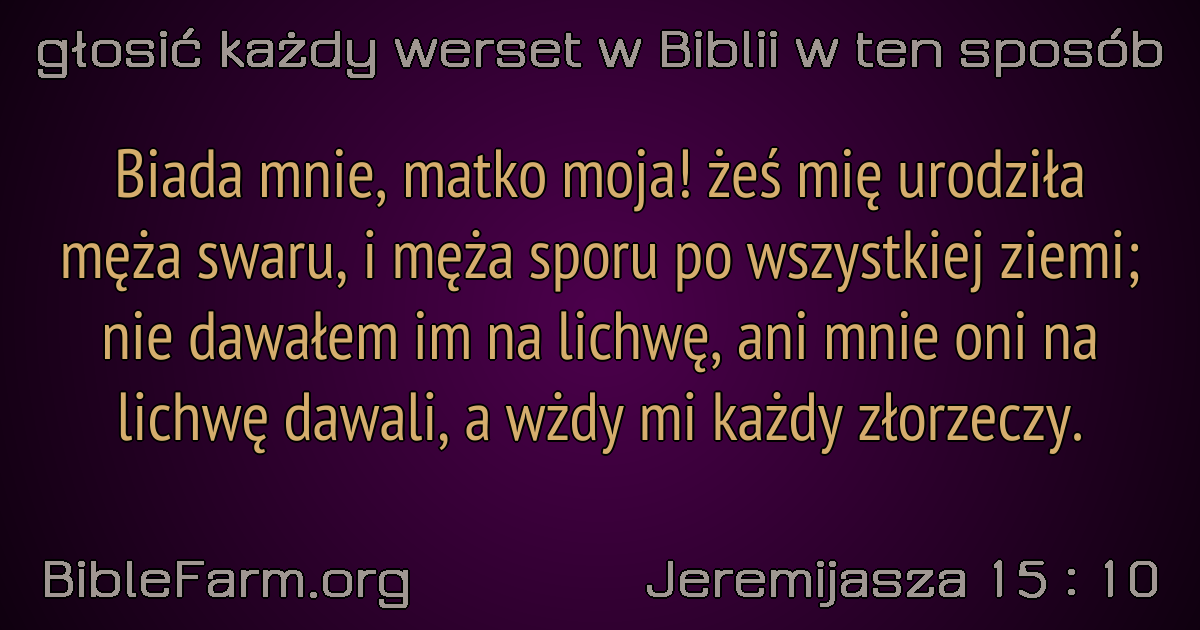 głosić każdy werset w Biblii w ten sposób
Biada mnie, matko moja! żeś mię urodziła
męża swaru, i męża sporu po wszystkiej ziemi;
nie dawałem im na lichwę, ani mnie oni na
lichwę dawali, a wżdy mi każdy złorzeczy.
BibleFarm.org
Jeremijasza 15 : 10